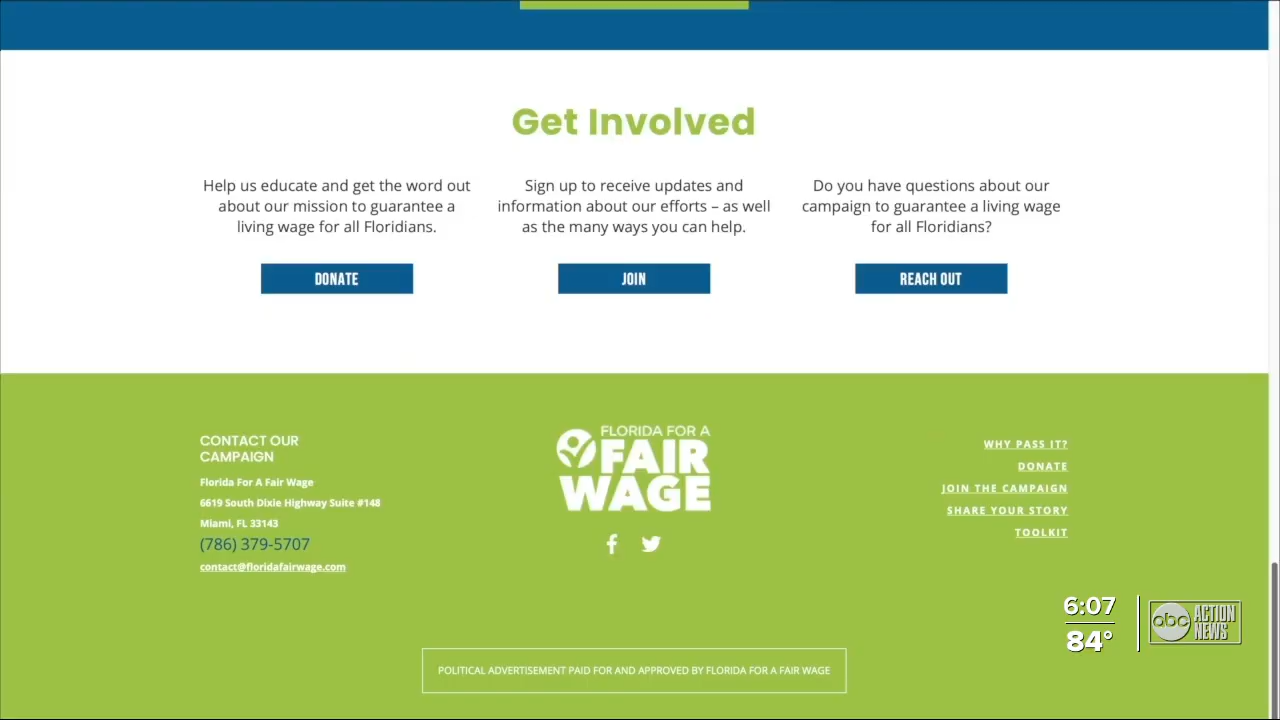 Get Involved
Help us educate and get the word out
about our mission to guarantee a
living wage for all Floridians.
DONATE
Sign up to receive updates and
information about our efforts – as well
as the many ways you can help.
JOIN
Do you have questions about our
campaign to guarantee a living wage
for all Floridians?
REACH OUT
CONTACT OUR
CAMPAIGN
Florida For A Fair Wage
6619 South Dixie Highway Suite #148
Miami, FL 33143
(786) 379-5707
contact@floridafairwage.com
FLORIDA FOR A
FAIR
WAGE
WHY PASS IT?
DONATE
JOIN THE CAMPAIGN
SHARE YOUR STORY
TOOLKIT
6:07
84°
abc
ACTION
NEWS
POLITICAL ADVERTISEMENT PAID FOR AND APPROVED BY FLORIDA FOR A FAIR WAGE